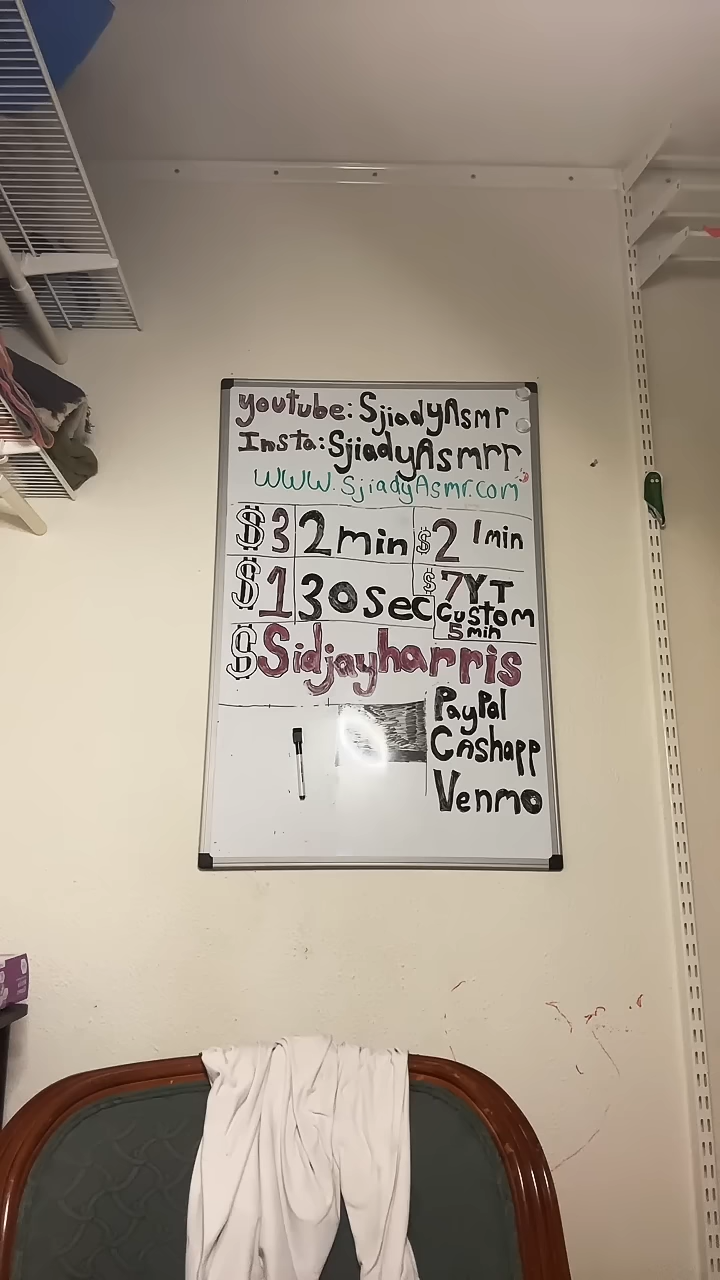 youtube: SjiadyAsmr
Insta: SjiadyAsmrr
www.SjiadyAsmr.com
$3 2min $2 1min
$1 30sec $7 YT
Custom
5min
$Sidjayharris
PayPal
Cashapp
Venmo